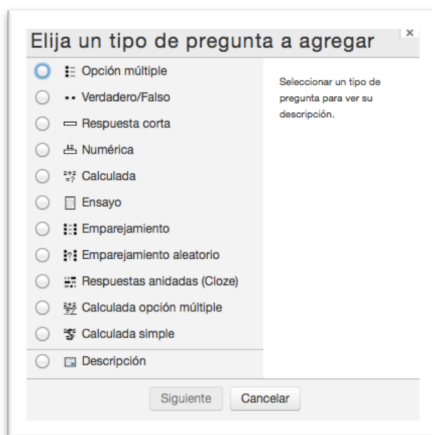 Elija un tipo de pregunta a agregar
x
Opción múltiple
Verdadero/Falso
Respuesta corta
Numérica
Calculada
Ensayo
Emparejamiento
Emparejamiento aleatorio
Respuestas anidadas (Cloze)
Calculada opción múltiple
Calculada simple
Descripción
Seleccionar un tipo de
pregunta para ver su
descripción.
Siguiente
Cancelar